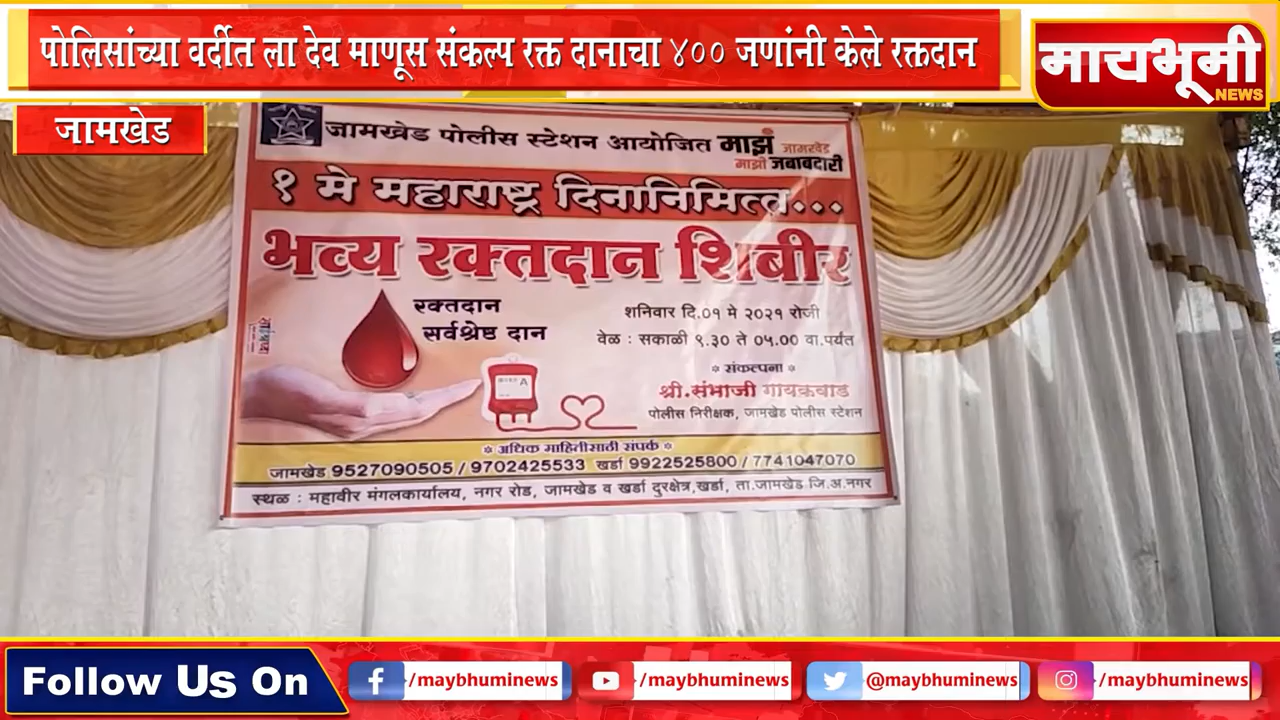 पोलिसांच्या वर्दीत ला देव माणूस संकल्प रक्त दानाचा ४०० जणांनी केले रक्तदान
मायभूमी
NEWS
जामखेड
जामखेड पोलीस स्टेशन आयोजित माझं जामखेड
माझी जबाबदारी
१ मे महाराष्ट्र दिनानिमित्त...
भव्य रक्तदान शिबीर
रक्तदान
सर्वश्रेष्ठ दान
शनिवार दि.०१ मे २०२१ रोजी
वेळ : सकाळी ९.३० ते ०५.०० वा.पर्यंत
* संकल्पना *
श्री.संभाजी गायकवाड
पोलीस निरीक्षक, जामखेड पोलीस स्टेशन
A
* अधिक माहितीसाठी संपर्क *
जामखेड 9527090505 / 9702425533 खर्डा 9922525800 / 7741047070
स्थळ : महावीर मंगलकार्यालय, नगर रोड, जामखेड व खर्डा दुरक्षेत्र,खर्डा, ता.जामखेड जि.अ.नगर
Follow Us On
/maybhuminews
/maybhuminews
@maybhuminews
/maybhuminews